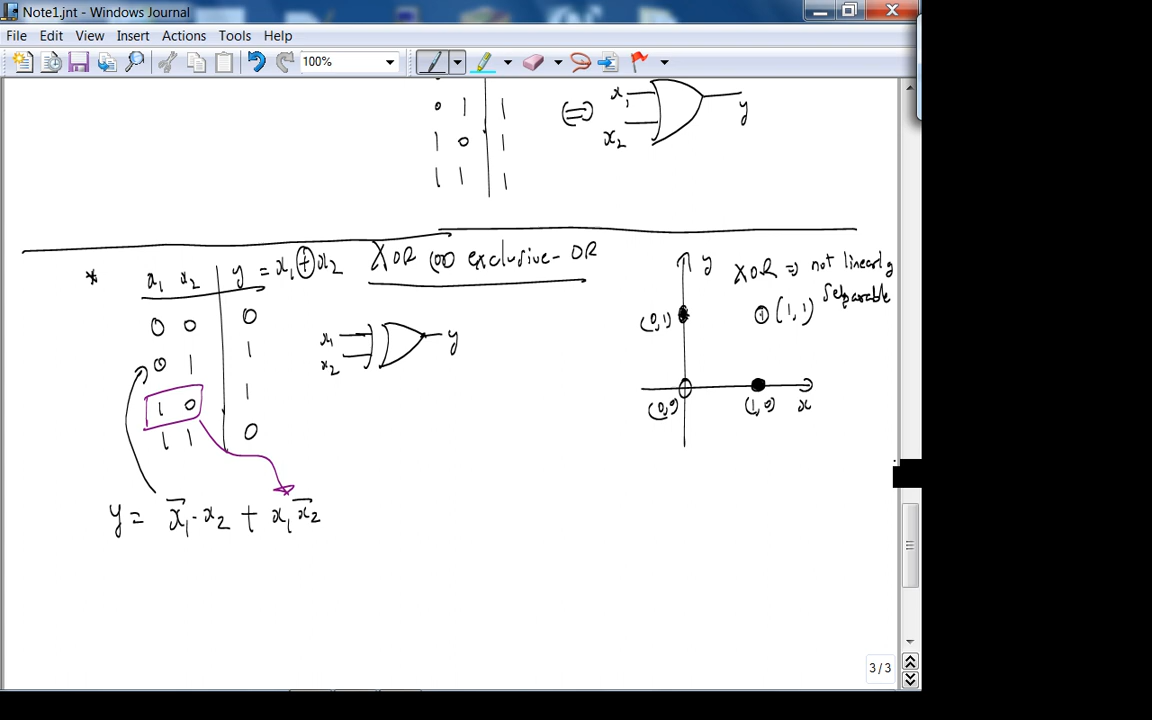 Note1.jnt - Windows Journal
File Edit View Insert Actions Tools Help
100%
0 1 | 1
1 0 | 1
1 1 | 1
⇔
x1
x2
y
* x1 x2 | y = x1 ⊕ x2
XOR (or) exclusive-OR
0 0 | 0
0 1 | 1
1 0 | 1
1 1 | 0
x1
x2
y
y
XOR ⇒ not linearly
Separable
(0,1)
(1,1)
(0,0)
(1,0)
x
y = x̅1·x2 + x1x̅2
3/3